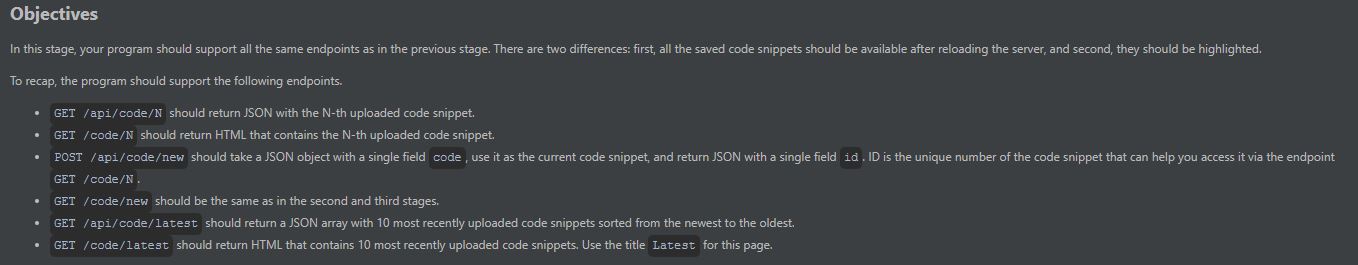 Objectives
In this stage, your program should support all the same endpoints as in the previous stage. There are two differences: first, all the saved code snippets should be available after reloading the server, and second, they should be highlighted.
To recap, the program should support the following endpoints.
• GET /api/code/N should return JSON with the N-th uploaded code snippet.
• GET /code/N should return HTML that contains the N-th uploaded code snippet.
• POST /api/code/new should take a JSON object with a single field code, use it as the current code snippet, and return JSON with a single field id. ID is the unique number of the code snippet that can help you access it via the endpoint
GET /code/N.
• GET /code/new should be the same as in the second and third stages.
• GET /api/code/latest should return a JSON array with 10 most recently uploaded code snippets sorted from the newest to the oldest.
• GET /code/latest should return HTML that contains 10 most recently uploaded code snippets. Use the title Latest for this page.